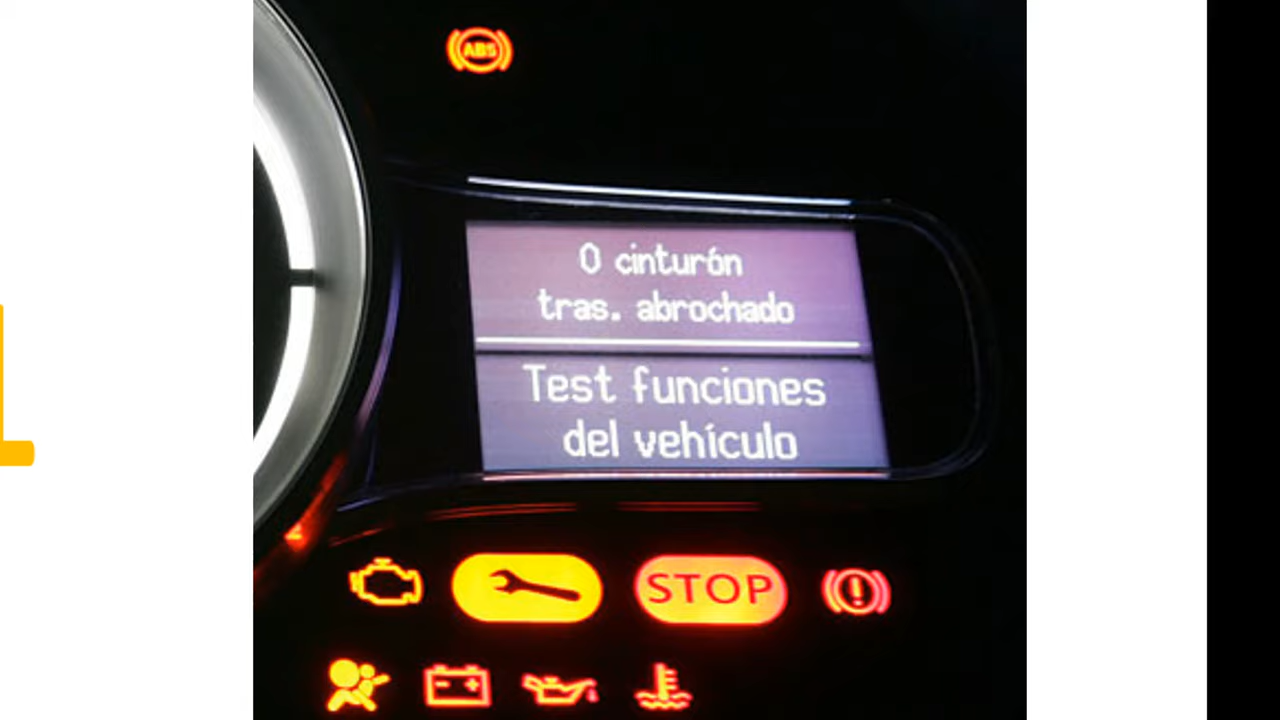 ABS
0 cinturón
tras. abrochado
Test funciones
del vehículo
STOP